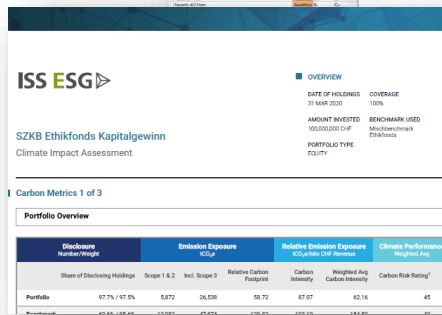 ISS ESG
OVERVIEW
DATE OF HOLDINGS COVERAGE
31 MAR 2020 100%
AMOUNT INVESTED BENCHMARK USED
100,000,000 CHF Mischbenchmark
Ethikfonds
PORTFOLIO TYPE
EQUITY
SZKB Ethikfonds Kapitalgewinn
Climate Impact Assessment
Carbon Metrics 1 of 3
Portfolio Overview
Disclosure Emission Exposure Relative Emission Exposure Climate Performance
Number/Weight tCO₂e tCO₂e/Mio CHF Revenue Weighted Avg
Share of Disclosing Holdings Scope 1 & 2 Incl. Scope 3 Relative Carbon Footprint Carbon Intensity Weighted Avg Carbon Intensity Carbon Risk Rating¹
Portfolio 97.7% / 97.5% 5,872 26,538 58.72 87.07 62.16 45